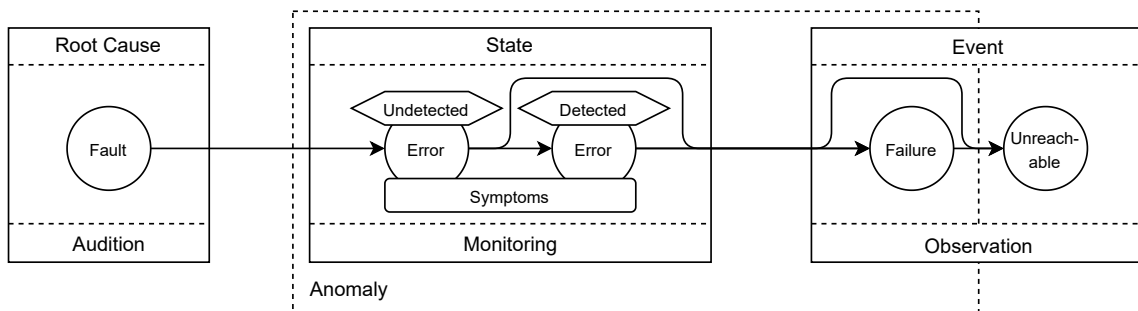 Root Cause
State
Event
Undetected
Detected
Fault
Error
Error
Failure
Unreach-
able
Symptoms
Audition
Monitoring
Observation
Anomaly